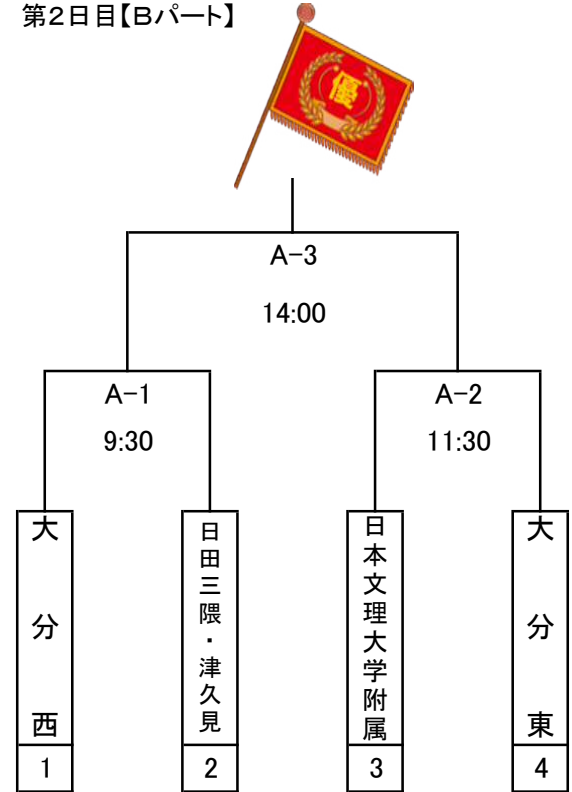 第2日目【Bパート】
優
A-3
14:00
A-1
9:30
A-2
11:30
大分西
日田三隈・津久見
日本文理大学附属
大分東
1
2
3
4